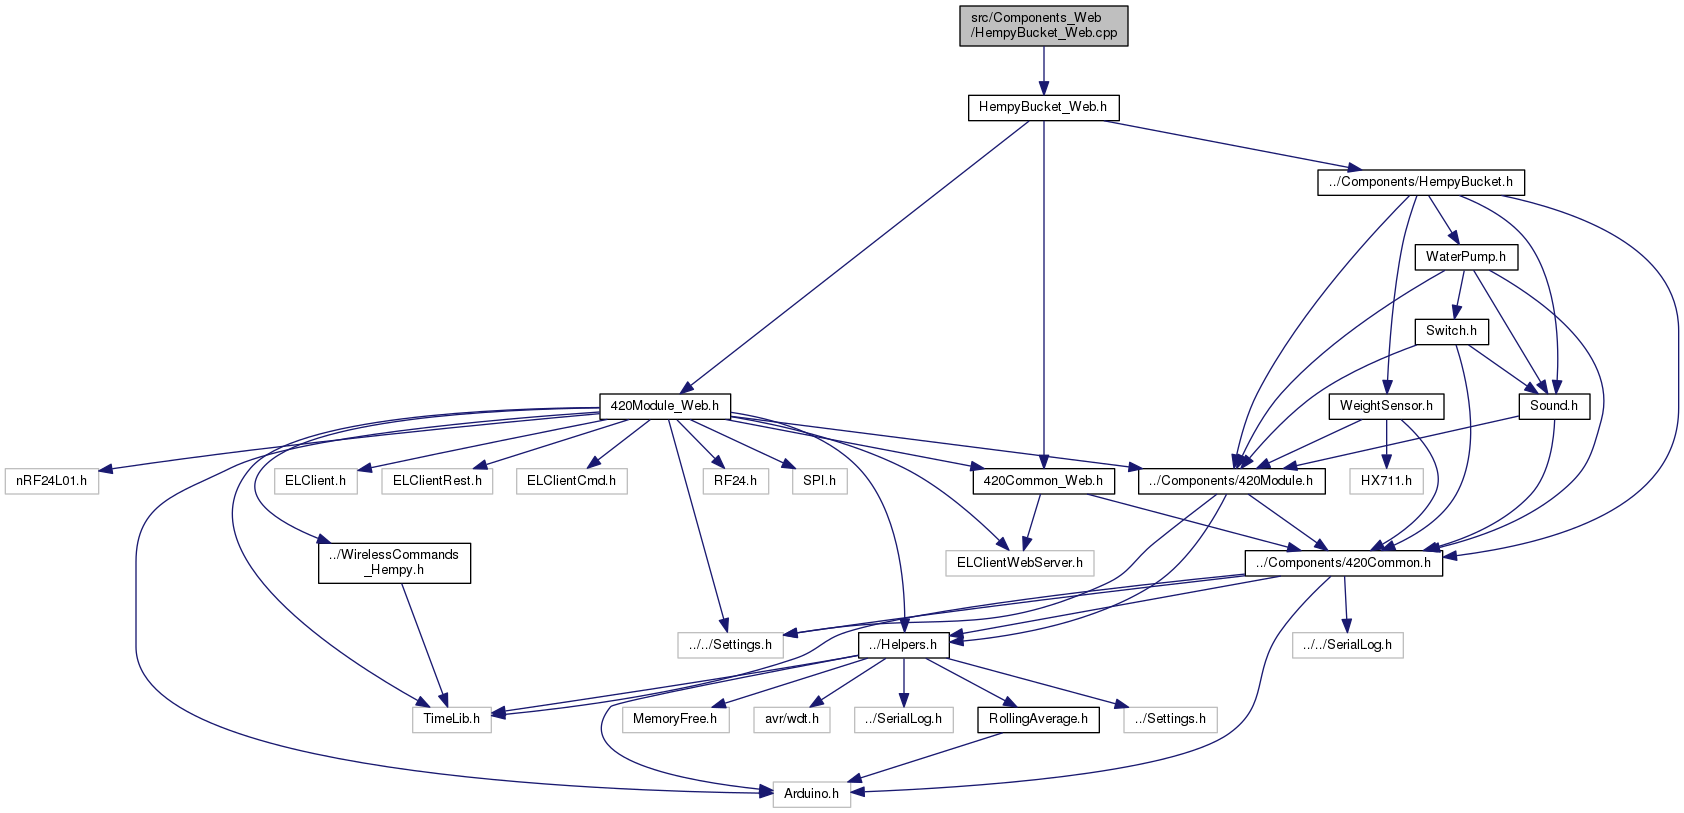 src/Components_Web
/HempyBucket_Web.cpp
HempyBucket_Web.h
../Components/HempyBucket.h
WaterPump.h
Switch.h
420Module_Web.h
WeightSensor.h
Sound.h
nRF24L01.h
ELClient.h
ELClientRest.h
ELClientCmd.h
RF24.h
SPI.h
420Common_Web.h
../Components/420Module.h
HX711.h
../WirelessCommands
_Hempy.h
ELClientWebServer.h
../Components/420Common.h
../../Settings.h
../Helpers.h
../../SerialLog.h
TimeLib.h
MemoryFree.h
avr/wdt.h
../SerialLog.h
RollingAverage.h
../Settings.h
Arduino.h